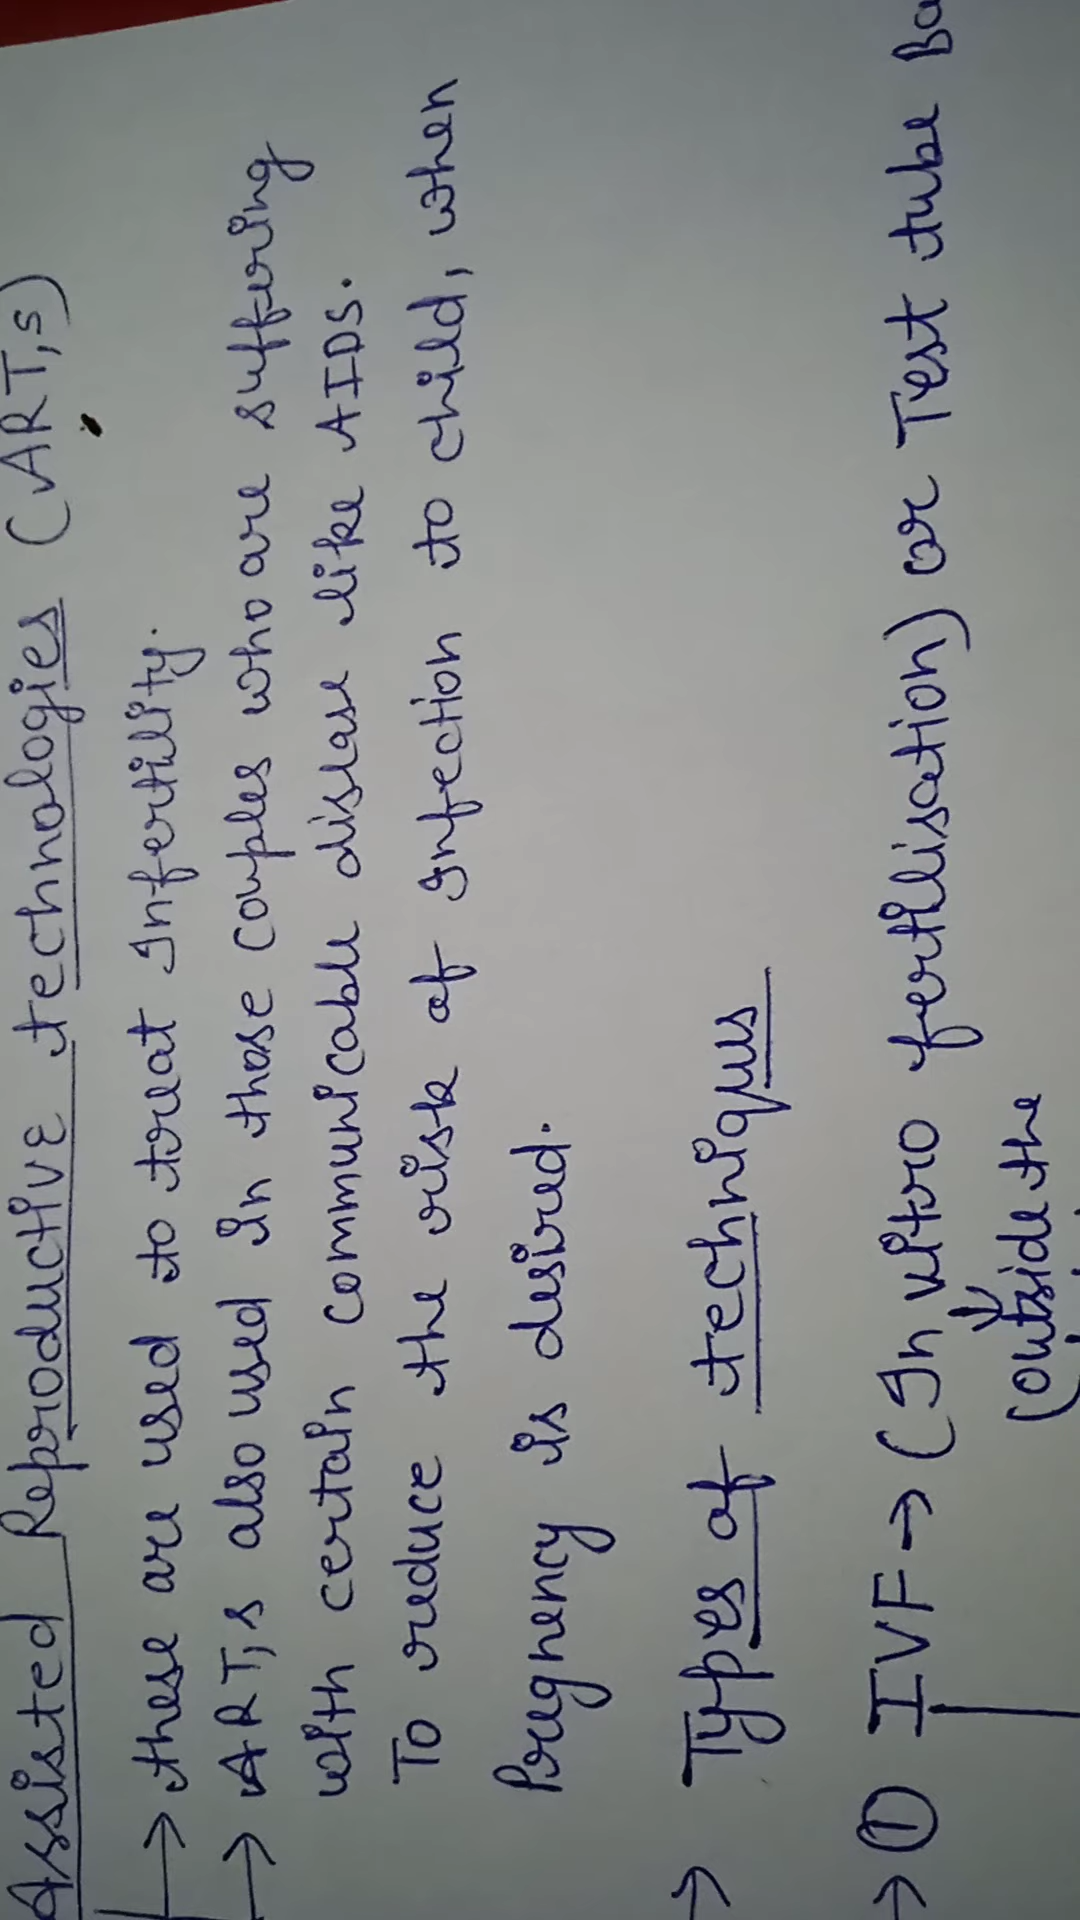 Assisted Reproductive technologies (ART,s)
→ these are used to treat Infertility.
→ ART,s also used in those couples who are suffering
with certain communicable disease like AIDS.
To reduce the risk of Infection to child, when
Pregnency is desired.
→ Types of techniques
→ ① IVF → (In vitro fertilisation) or Test tube Ba
(outside the